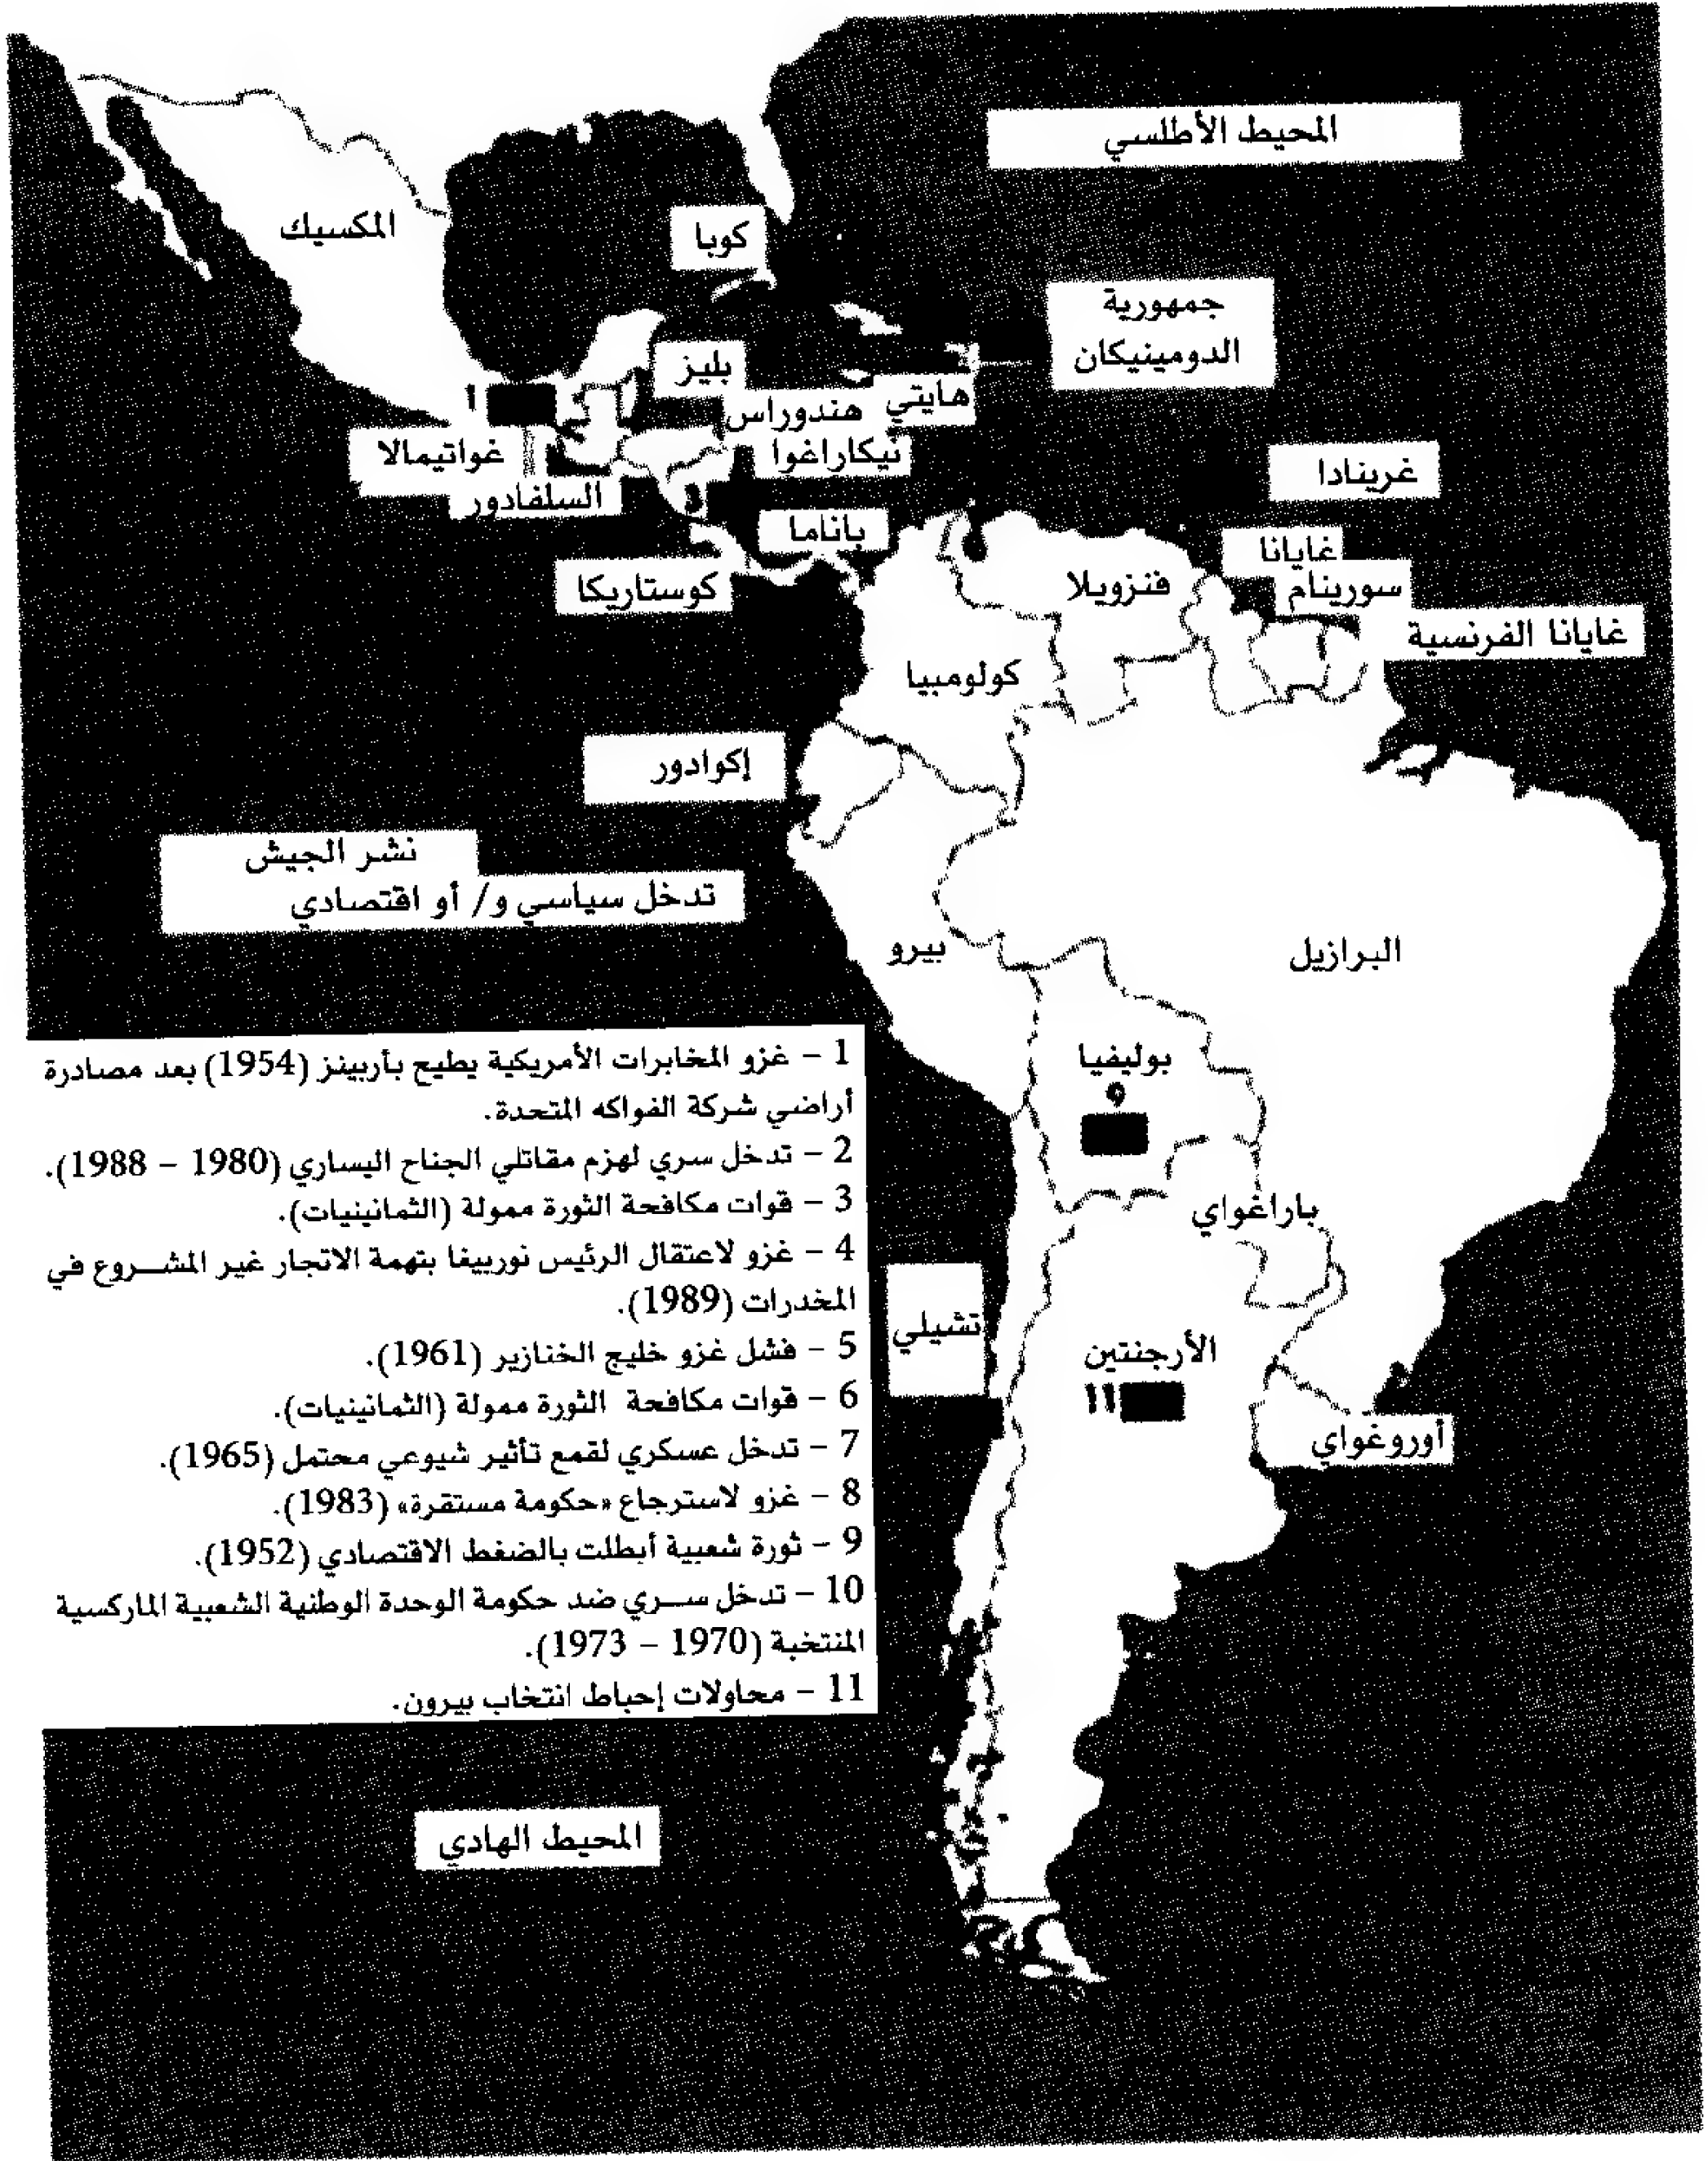 المحيط الأطلسي
المكسيك
كوبا
جمهورية
الدومينيكان
بليز
هايتي
هندوراس
1
غواتيمالا
نيكاراغوا
السلفادور
3
غرينادا
باناما
غايانا
كوستاريكا
فنزويلا
سورينام
غايانا الفرنسية
كولومبيا
إكوادور
نشر الجيش
تدخل سياسي و/ أو اقتصادي
بيرو
البرازيل
بوليفيا
9
باراغواي
تشيلي
الأرجنتين
11
أوروغواي
1 – غزو المخابرات الأمريكية يطيح بأربينز (1954) بعد مصادرة
أراضي شركة الفواكه المتحدة.
2 – تدخل سري لهزم مقاتلي الجناح اليساري (1980 – 1988).
3 – قوات مكافحة الثورة ممولة (الثمانينيات).
4 – غزو لاعتقال الرئيس نورييغا بتهمة الاتجار غير المشروع في
المخدرات (1989).
5 – فشل غزو خليج الخنازير (1961).
6 – قوات مكافحة الثورة ممولة (الثمانينيات).
7 – تدخل عسكري لقمع تأثير شيوعي محتمل (1965).
8 – غزو لاسترجاع «حكومة مستقرة» (1983).
9 – ثورة شعبية أبطلت بالضغط الاقتصادي (1952).
10 – تدخل سري ضد حكومة الوحدة الوطنية الشعبية الماركسية
المنتخبة (1970 – 1973).
11 – محاولات إحباط انتخاب بيرون.
المحيط الهادي